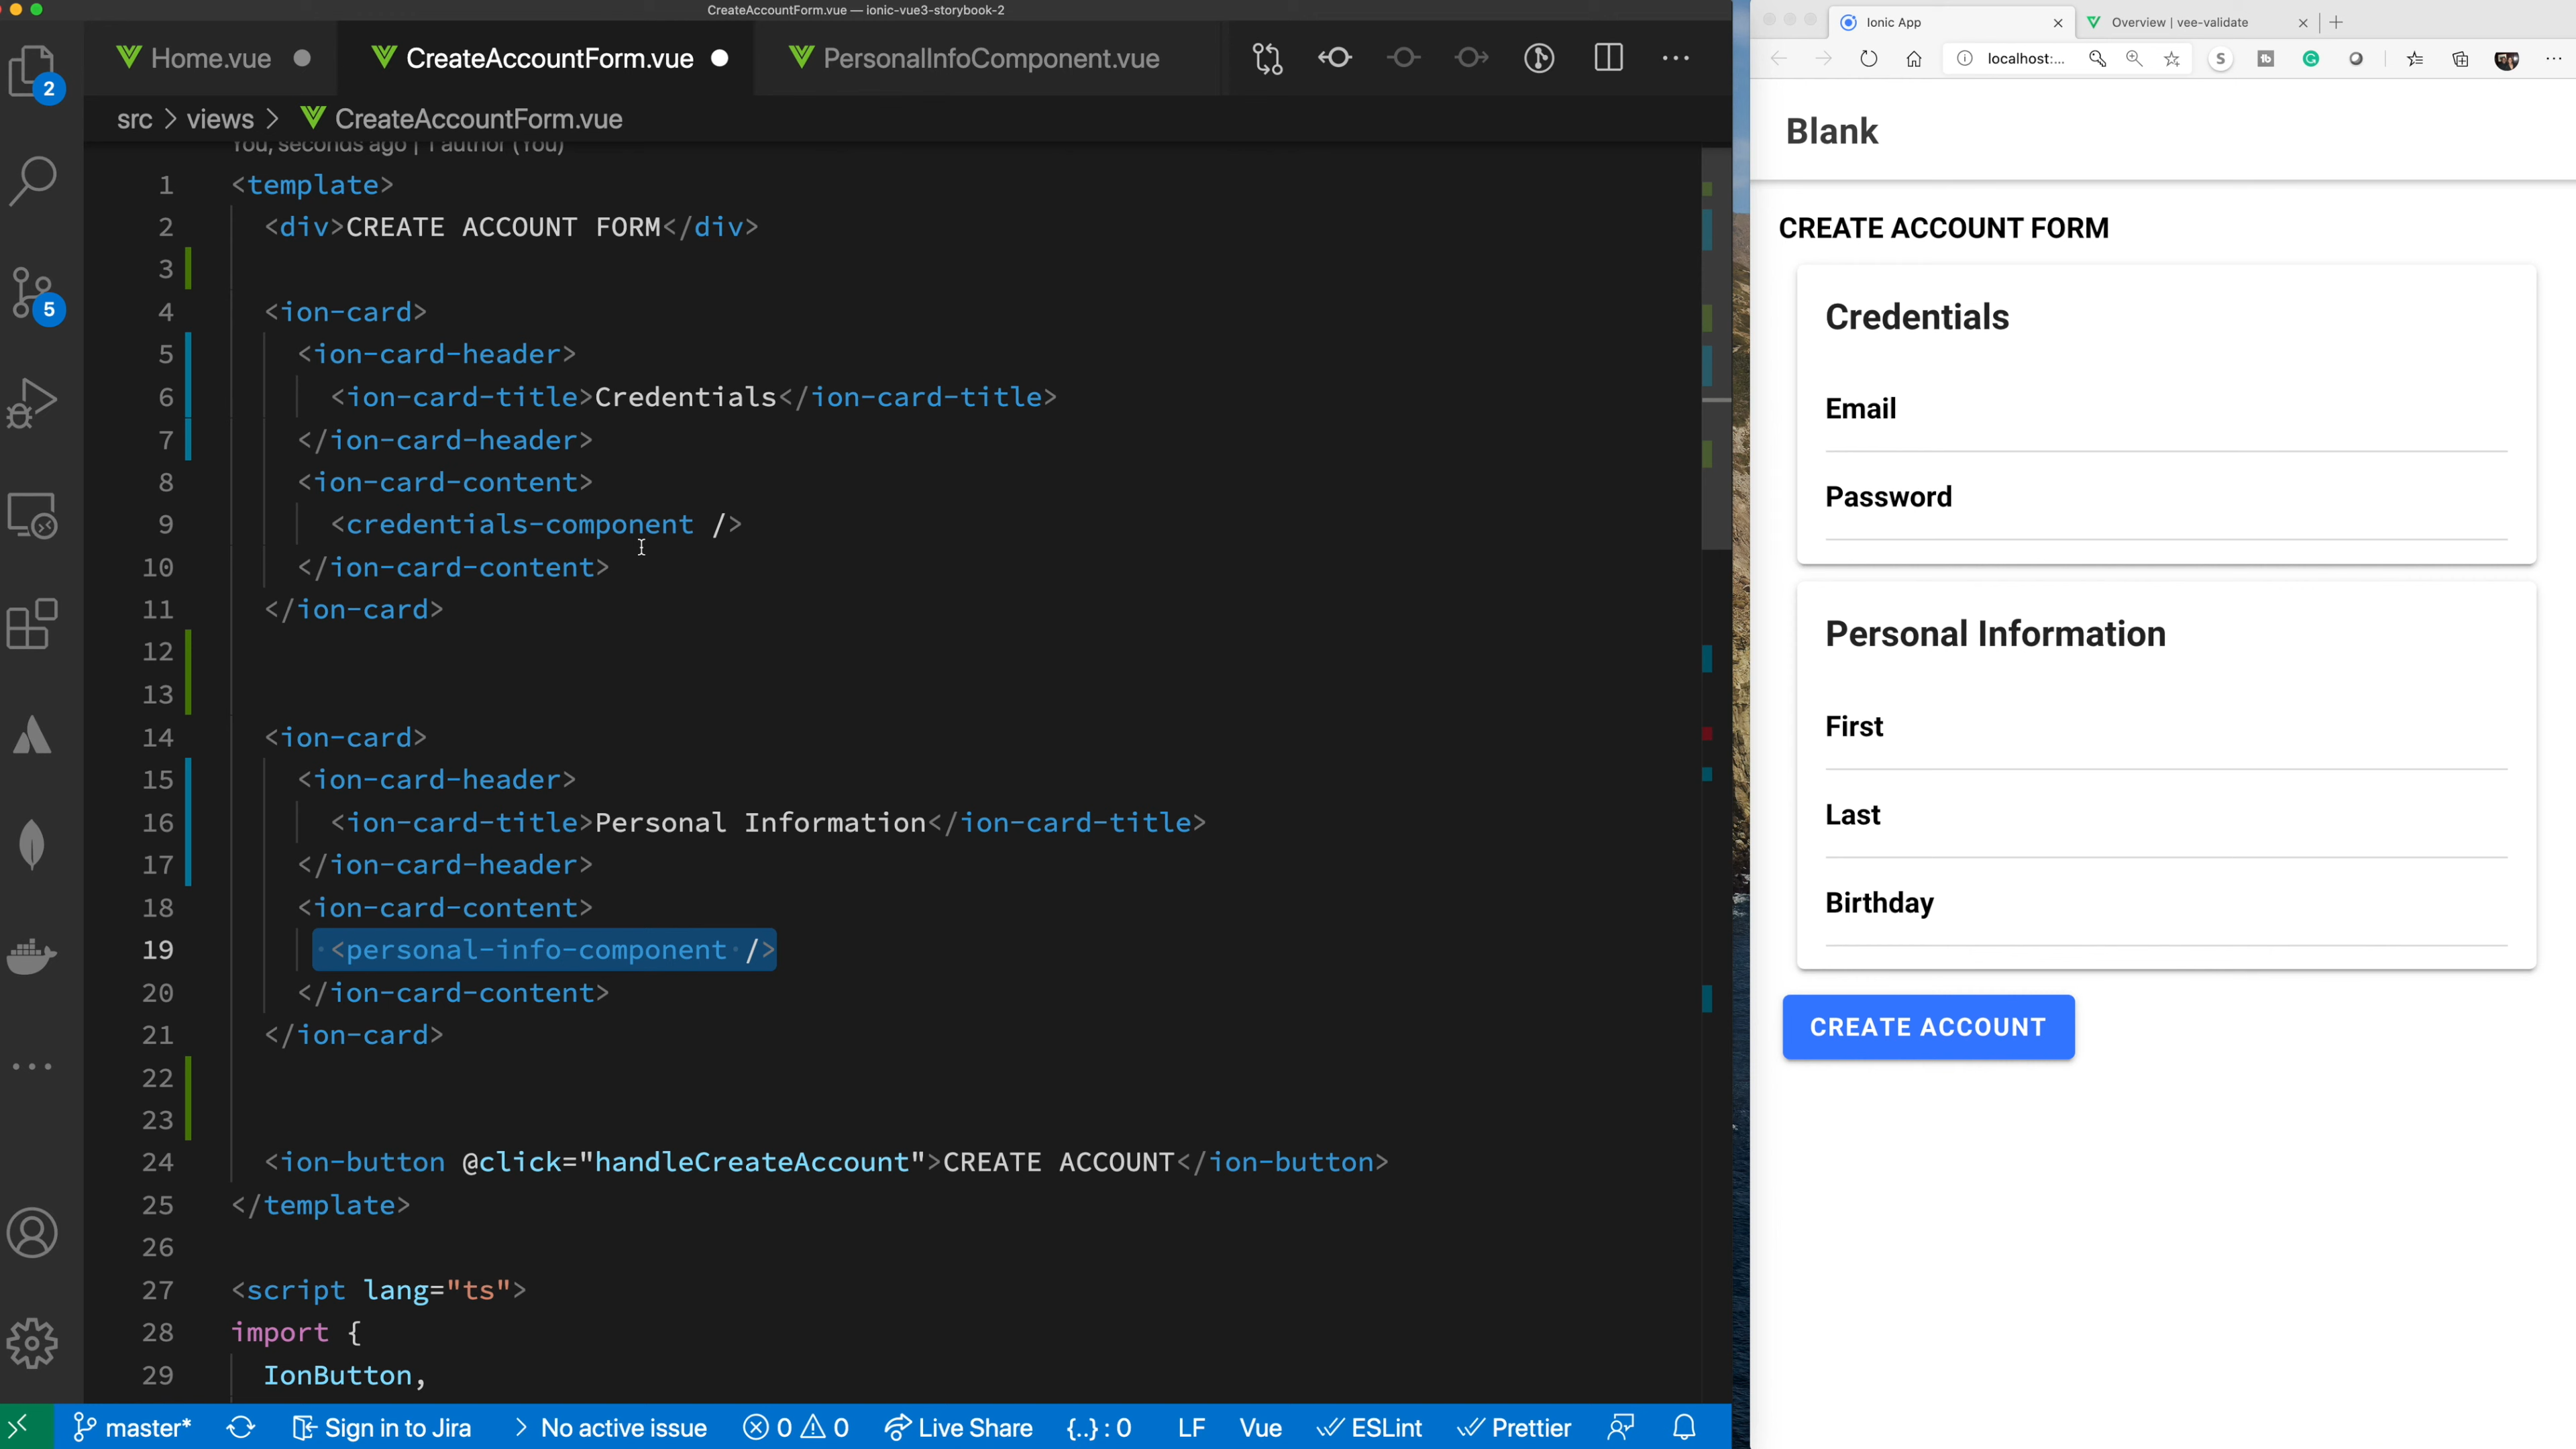 CreateAccountForm.vue — ionic-vue3-storybook-2
Home.vue
CreateAccountForm.vue
PersonalInfoComponent.vue
src > views > CreateAccountForm.vue
You, seconds ago | 1 author (You)
1 <template>
2 <div>CREATE ACCOUNT FORM</div>
3
4 <ion-card>
5 <ion-card-header>
6 <ion-card-title>Credentials</ion-card-title>
7 </ion-card-header>
8 <ion-card-content>
9 <credentials-component />
10 </ion-card-content>
11 </ion-card>
12
13
14 <ion-card>
15 <ion-card-header>
16 <ion-card-title>Personal Information</ion-card-title>
17 </ion-card-header>
18 <ion-card-content>
19 <personal-info-component />
20 </ion-card-content>
21 </ion-card>
22
23
24 <ion-button @click="handleCreateAccount">CREATE ACCOUNT</ion-button>
25 </template>
26
27 <script lang="ts">
28 import {
29 IonButton,
2
5
master*
Sign in to Jira
No active issue
0
0
Live Share
{..} : 0
LF
Vue
ESLint
Prettier
Ionic App
Overview | vee-validate
localhost:...
S
Blank
CREATE ACCOUNT FORM
Credentials
Email
Password
Personal Information
First
Last
Birthday
CREATE ACCOUNT